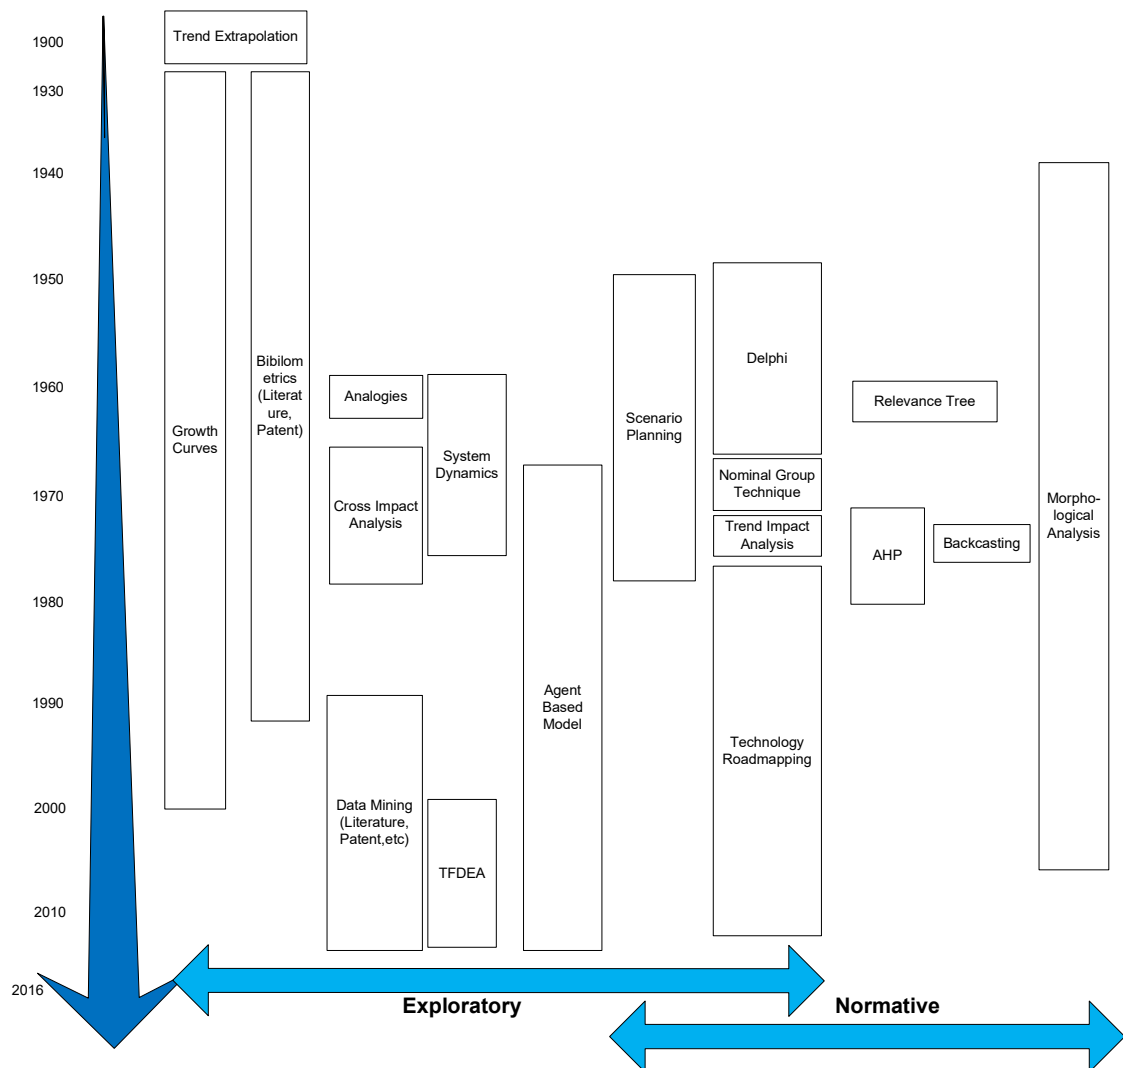 1900
1930
1940
1950
1960
1970
1980
1990
2000
2010
2016
Trend Extrapolation
Growth
Curves
Bibilom
etrics
(Literat
ure,
Patent)
Analogies
Cross Impact
Analysis
System
Dynamics
Data Mining
(Literature,
Patent,etc)
TFDEA
Agent
Based
Model
Scenario
Planning
Delphi
Nominal Group
Technique
Trend Impact
Analysis
Technology
Roadmapping
Relevance Tree
AHP
Backcasting
Morpho-
logical
Analysis
Exploratory
Normative